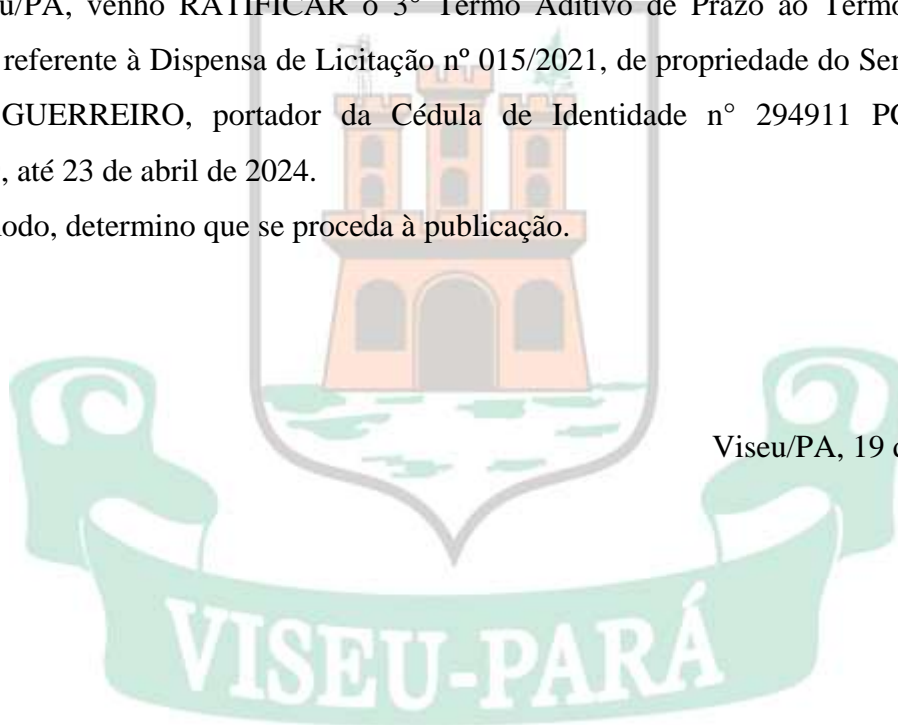 u/PA, venho RATIFICAR o 3° Termo Aditivo de Prazo ao Termo
referente à Dispensa de Licitação nº 015/2021, de propriedade do Ser
GUERREIRO, portador da Cédula de Identidade n° 294911 PC
, até 23 de abril de 2024.
odo, determino que se proceda à publicação.
Viseu/PA, 19 d
VISEU-PARÁ